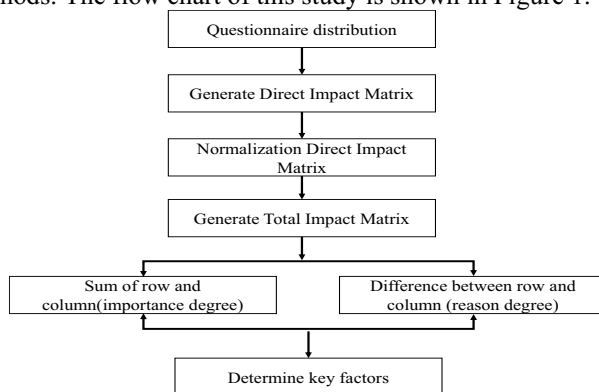 The flow chart of this study is shown in Figure 1.
Questionnaire distribution
Generate Direct Impact Matrix
Normalization Direct Impact
Matrix
Generate Total Impact Matrix
Sum of row and
column(importance degree)
Difference between row and
column (reason degree)
Determine key factors